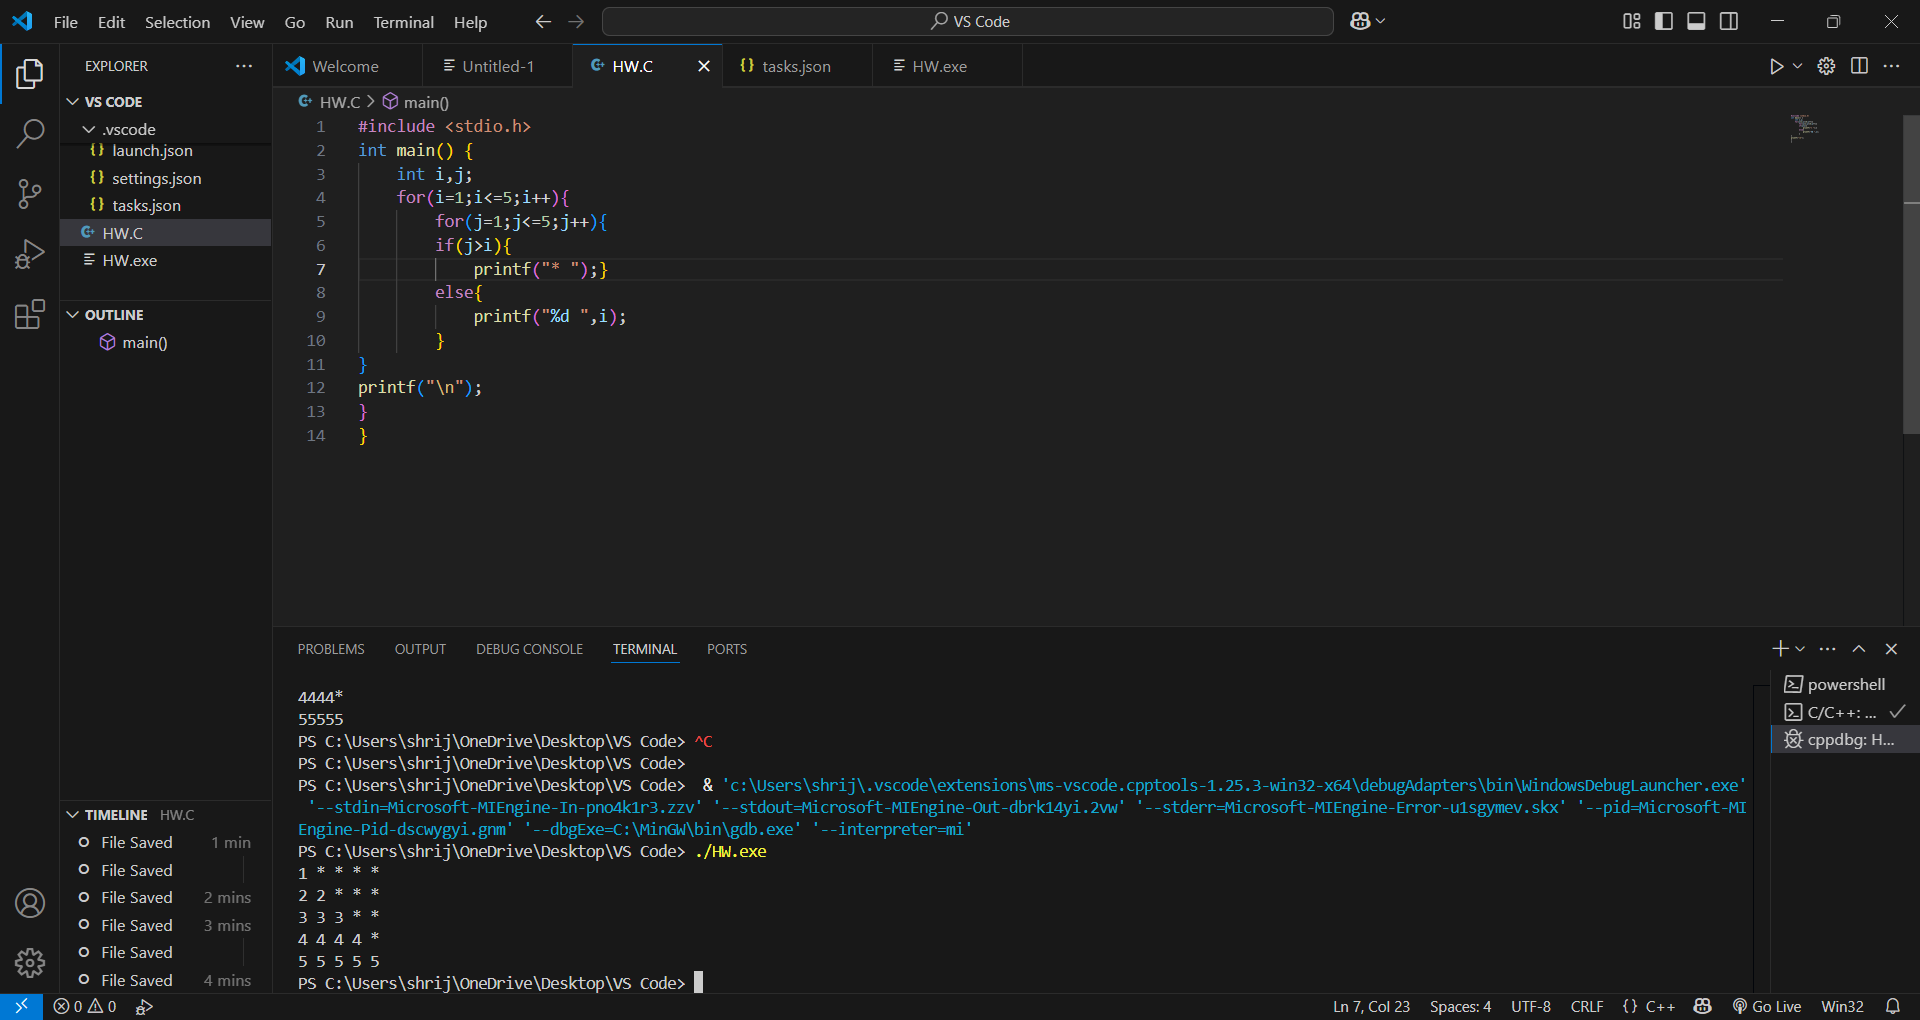 File Edit Selection View Go Run Terminal Help VS Code
EXPLORER
VS CODE
.vscode
launch.json
settings.json
tasks.json
HW.C
HW.exe
OUTLINE
main()
TIMELINE HW.C
File Saved 1 min
File Saved
File Saved 2 mins
File Saved 3 mins
File Saved
File Saved 4 mins
Welcome Untitled-1 HW.C tasks.json HW.exe
HW.C > main()
1 #include <stdio.h>
2 int main() {
3 int i,j;
4 for(i=1;i<=5;i++){
5 for(j=1;j<=5;j++){
6 if(j>i){
7 printf("* ");}
8 else{
9 printf("%d ",i);
10 }
11 }
12 printf("\n");
13 }
14 }
PROBLEMS OUTPUT DEBUG CONSOLE TERMINAL PORTS
4444*
55555
PS C:\Users\shrij\OneDrive\Desktop\VS Code> ^C
PS C:\Users\shrij\OneDrive\Desktop\VS Code>
PS C:\Users\shrij\OneDrive\Desktop\VS Code> & 'c:\Users\shrij\.vscode\extensions\ms-vscode.cpptools-1.25.3-win32-x64\debugAdapters\bin\WindowsDebugLauncher.exe'
'--stdin=Microsoft-MIEngine-In-pno4k1r3.zzv' '--stdout=Microsoft-MIEngine-Out-dbrk14yi.2vw' '--stderr=Microsoft-MIEngine-Error-u1sgymev.skx' '--pid=Microsoft-MI
Engine-Pid-dscwygyi.gnm' '--dbgExe=C:\MinGW\bin\gdb.exe' '--interpreter=mi'
PS C:\Users\shrij\OneDrive\Desktop\VS Code> ./HW.exe
1 * * * *
2 2 * * *
3 3 3 * *
4 4 4 4 *
5 5 5 5 5
PS C:\Users\shrij\OneDrive\Desktop\VS Code>
powershell
C/C++: ...
cppdbg: H...
0 0 Ln 7, Col 23 Spaces: 4 UTF-8 CRLF {} C++ Go Live Win32